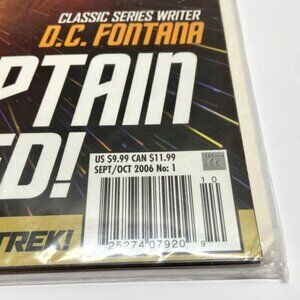 CLASSIC SERIES WRITER
D.C. FONTANA
PTAIN
ED!
US $9.99 CAN $11.99
SEPT/OCT 2006 No: 1
10
25274 07920 9
TREK!